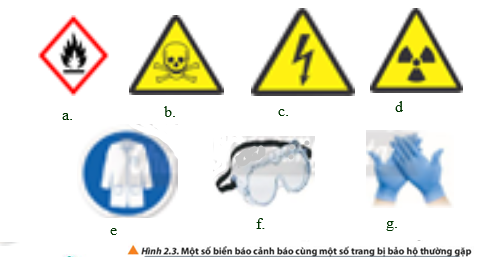 a. b. c. d
e f. g.
Hình 2.3. Một số biển báo cảnh báo cùng một số trang bị bảo hộ thường gặp